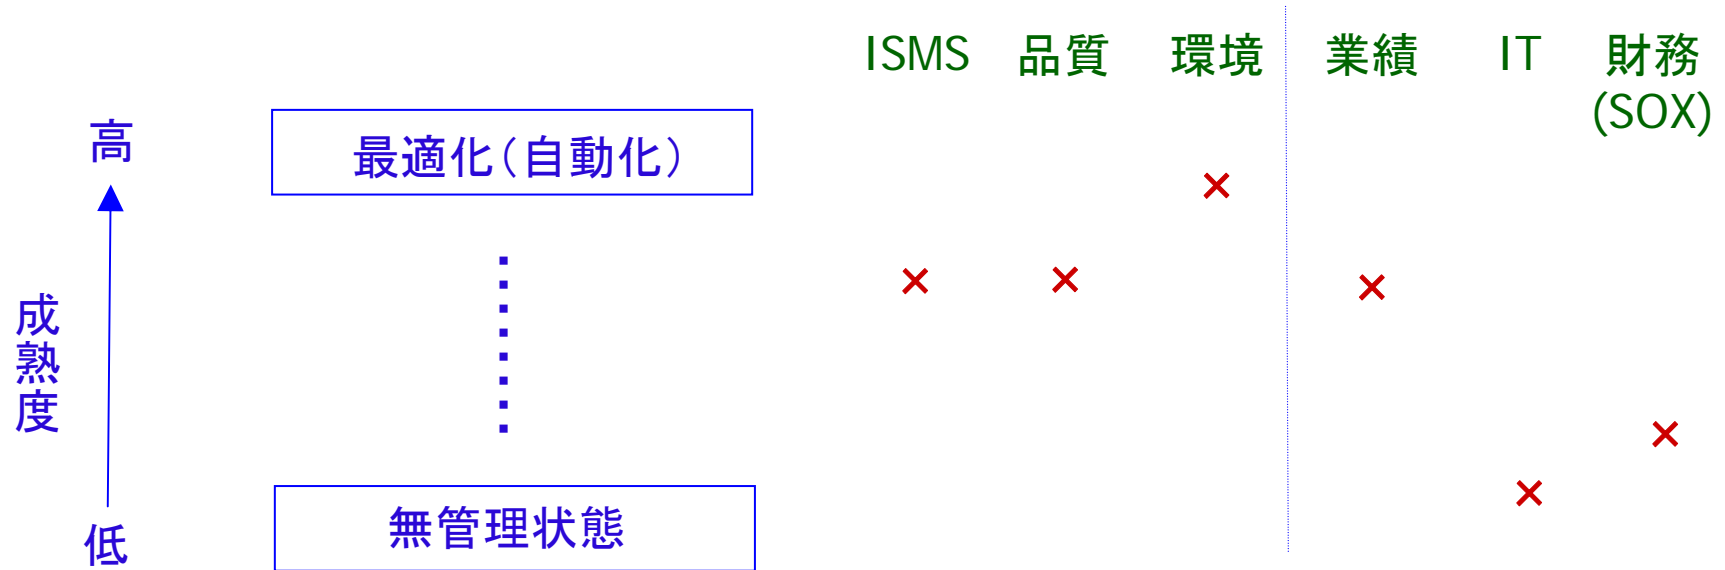 ISMS 品質 環境 業績 IT 財務
(SOX)
高
最適化(自動化)
成熟度
無管理状態
低